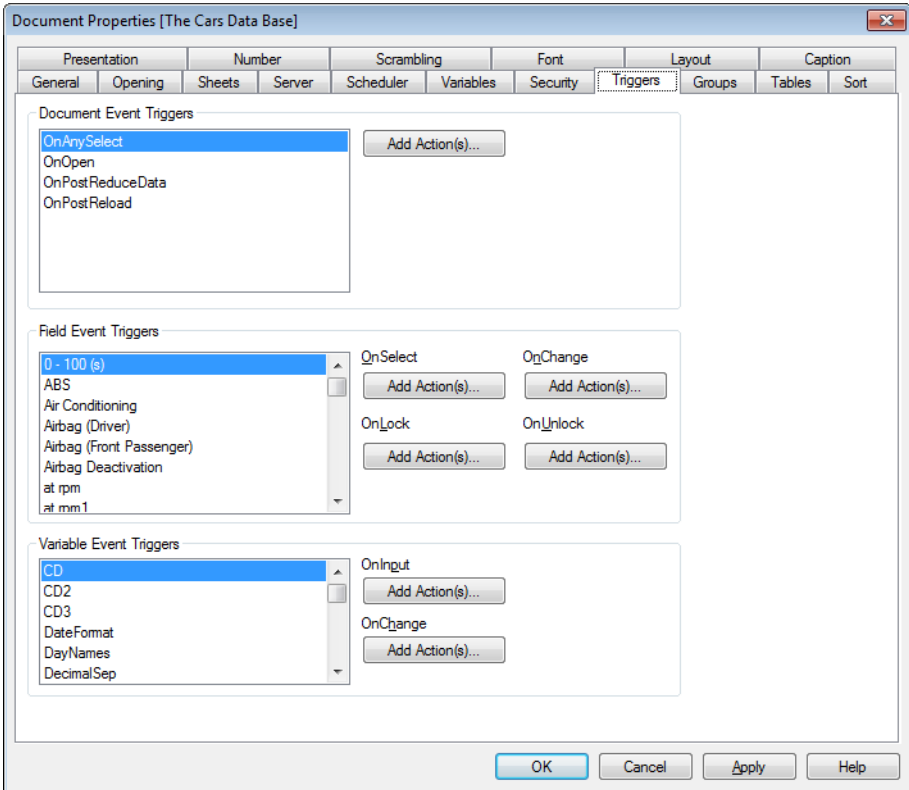 Document Properties [The Cars Data Base]
Presentation Number Scrambling Font Layout Caption
General Opening Sheets Server Scheduler Variables Security Triggers Groups Tables Sort
Document Event Triggers
OnAnySelect
Add Action(s)...
OnOpen
OnPostReduceData
OnPostReload
Field Event Triggers
0 - 100 (s)
ABS
Air Conditioning
Airbag (Driver)
Airbag (Front Passenger)
Airbag Deactivation
at rpm
at rpm1
OnSelect OnChange
Add Action(s)... Add Action(s)...
OnLock OnUnlock
Add Action(s)... Add Action(s)...
Variable Event Triggers
CD
CD2
CD3
DateFormat
DayNames
DecimalSep
OnInput
Add Action(s)...
OnChange
Add Action(s)...
OK Cancel Apply Help